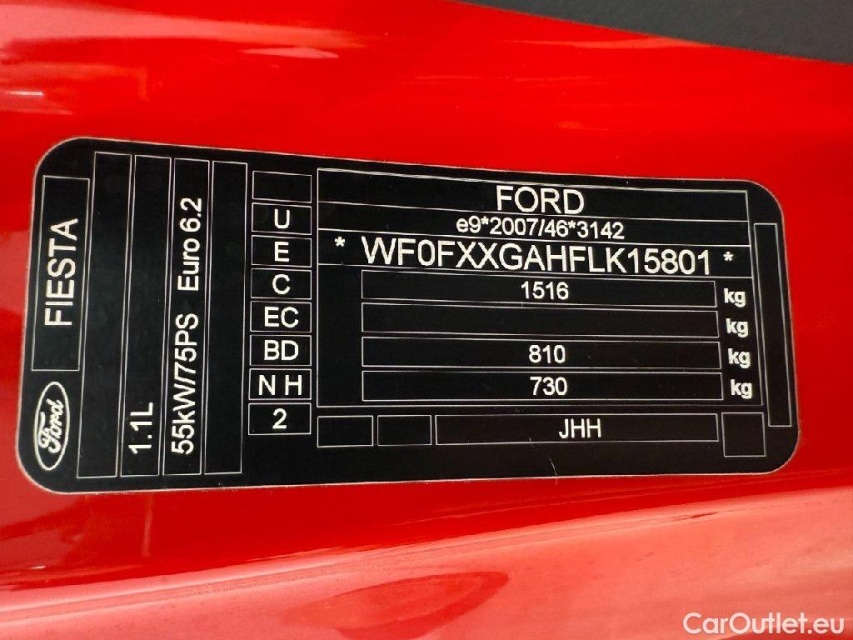 FORD
e9*2007/46*3142
* WF0FXXGAHFLK15801 *
1516 kg
kg
810 kg
730 kg
JHH
U
E
C
EC
BD
N H
2
FIESTA
Ford
1.1L
55kW/75PS Euro 6.2
CarOutlet.eu